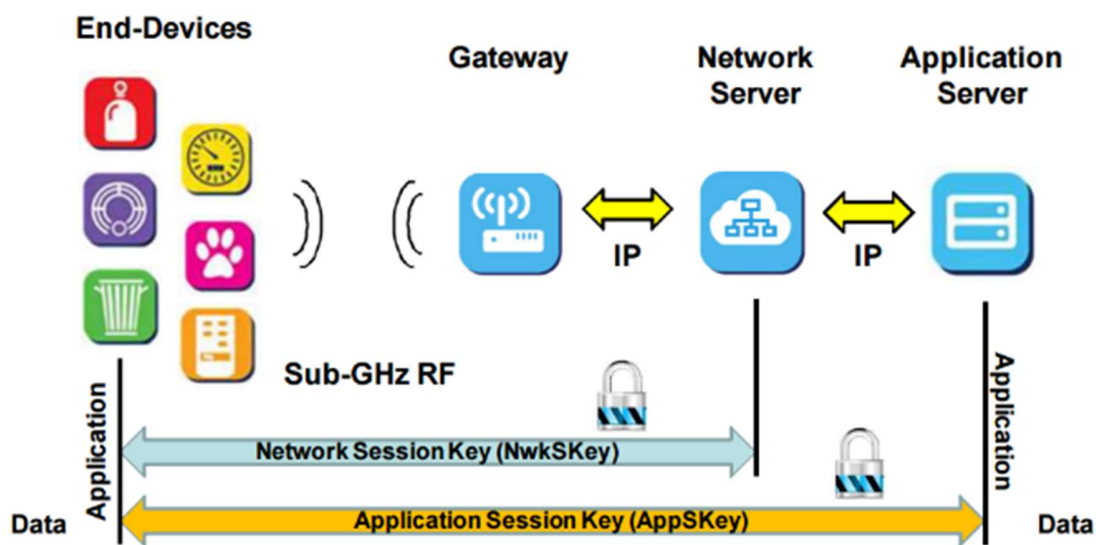 End-Devices
Gateway
Network
Server
Application
Server
IP
IP
Sub-GHz RF
Application
Application
Network Session Key (NwkSKey)
Data
Application Session Key (AppSKey)
Data